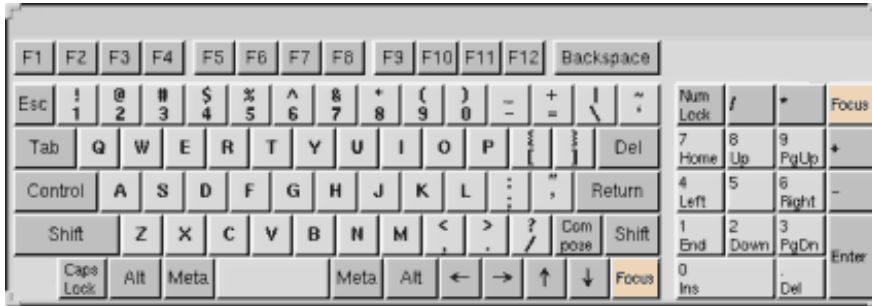 F1 F2 F3 F4 F5 F6 F7 F8 F9 F10 F11 F12 Backspace
Esc ! 1 @ 2 # 3 $ 4 % 5 ^ 6 & 7 * 8 ( 9 ) 0 _ - + = | \ ~ ‘ Num Lock / * Focus
Tab Q W E R T Y U I O P { [ } ] Del 7 Home 8 Up 9 PgUp +
Control A S D F G H J K L : ; " , Return 4 Left 5 6 Right -
Shift Z X C V B N M < , > . ? / Com pose Shift 1 End 2 Down 3 PgDn Enter
Caps Lock Alt Meta Meta Alt ← → ↑ ↓ Focus 0 Ins . Del